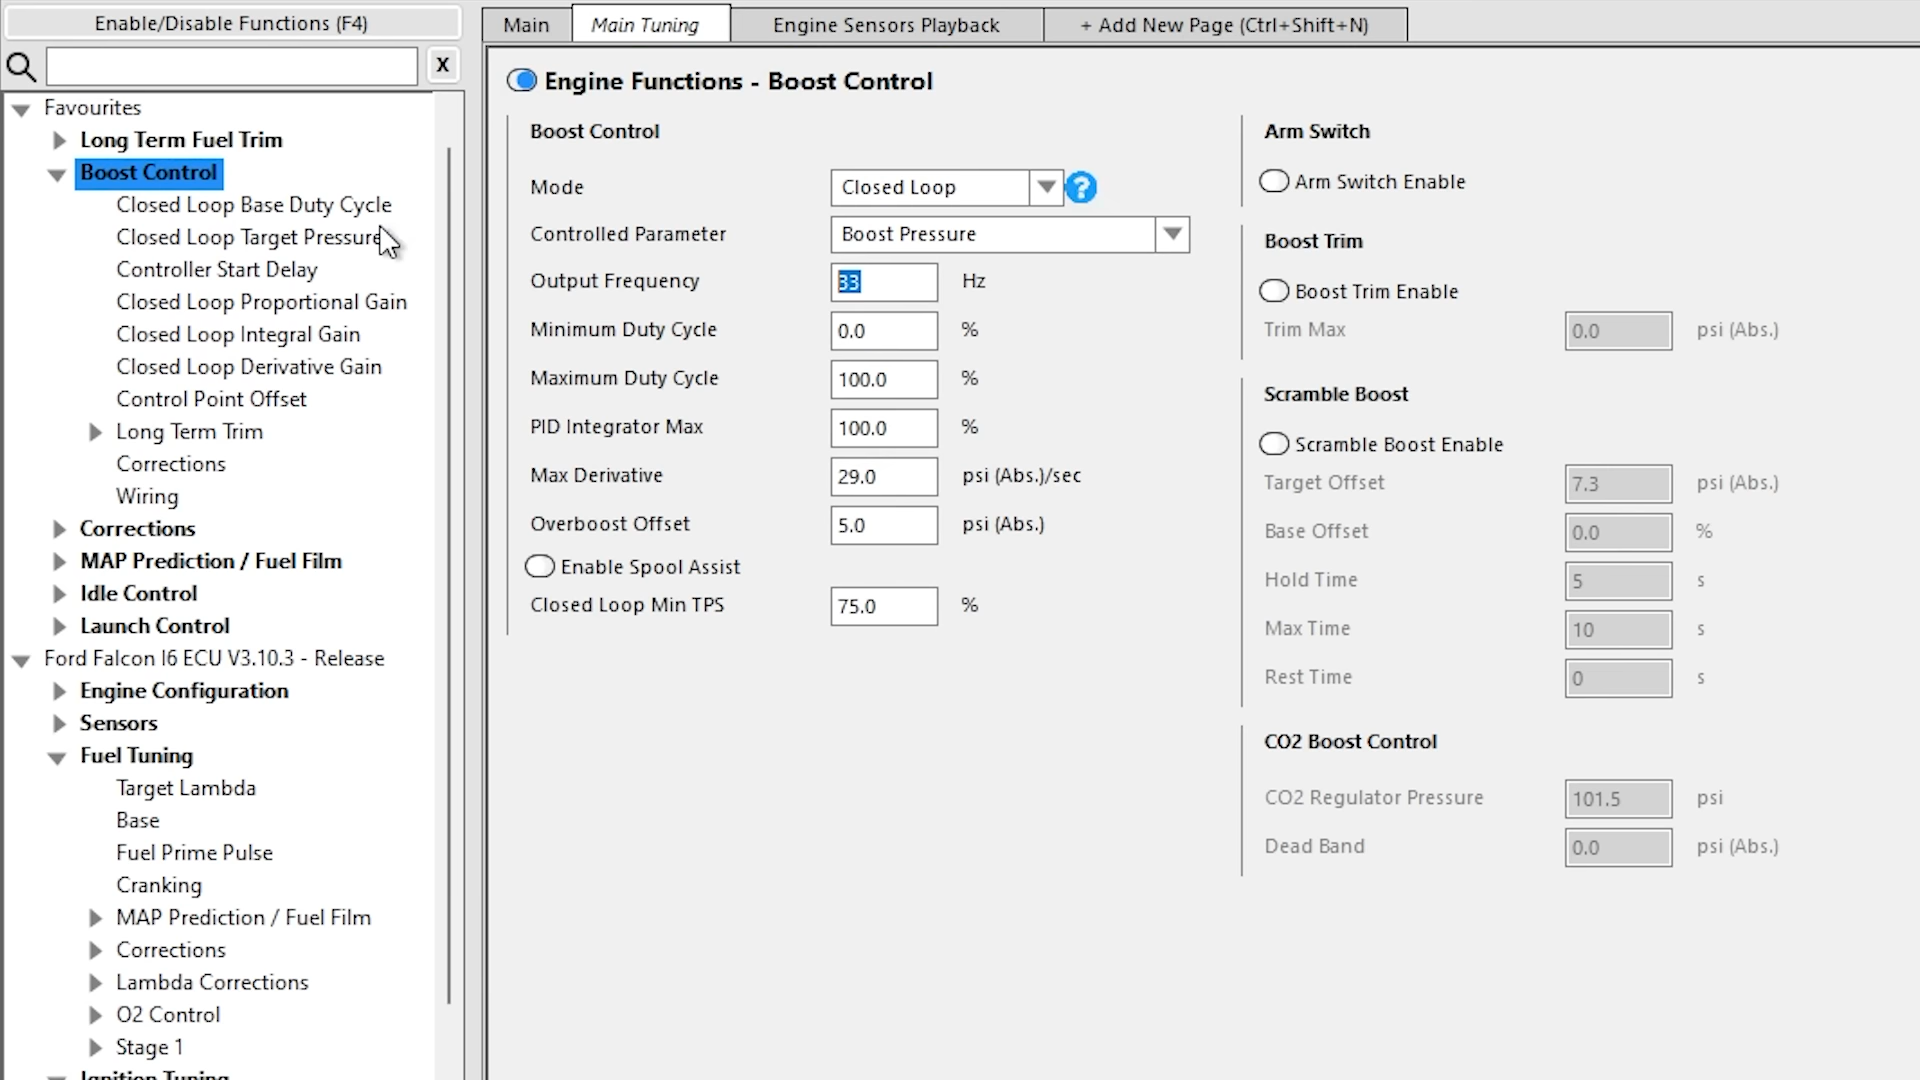 Enable/Disable Functions (F4)
X
Favourites
Long Term Fuel Trim
Boost Control
Closed Loop Base Duty Cycle
Closed Loop Target Pressure
Controller Start Delay
Closed Loop Proportional Gain
Closed Loop Integral Gain
Closed Loop Derivative Gain
Control Point Offset
Long Term Trim
Corrections
Wiring
Corrections
MAP Prediction / Fuel Film
Idle Control
Launch Control
Ford Falcon I6 ECU V3.10.3 - Release
Engine Configuration
Sensors
Fuel Tuning
Target Lambda
Base
Fuel Prime Pulse
Cranking
MAP Prediction / Fuel Film
Corrections
Lambda Corrections
O2 Control
Stage 1
Ignition Tuning
Main Main Tuning Engine Sensors Playback + Add New Page (Ctrl+Shift+N)
Engine Functions - Boost Control
Boost Control
Mode Closed Loop ?
Controlled Parameter Boost Pressure
Output Frequency 33 Hz
Minimum Duty Cycle 0.0 %
Maximum Duty Cycle 100.0 %
PID Integrator Max 100.0 %
Max Derivative 29.0 psi (Abs.)/sec
Overboost Offset 5.0 psi (Abs.)
Enable Spool Assist
Closed Loop Min TPS 75.0 %
Arm Switch
Arm Switch Enable
Boost Trim
Boost Trim Enable
Trim Max 0.0 psi (Abs.)
Scramble Boost
Scramble Boost Enable
Target Offset 7.3 psi (Abs.)
Base Offset 0.0 %
Hold Time 5 s
Max Time 10 s
Rest Time 0 s
CO2 Boost Control
CO2 Regulator Pressure 101.5 psi
Dead Band 0.0 psi (Abs.)